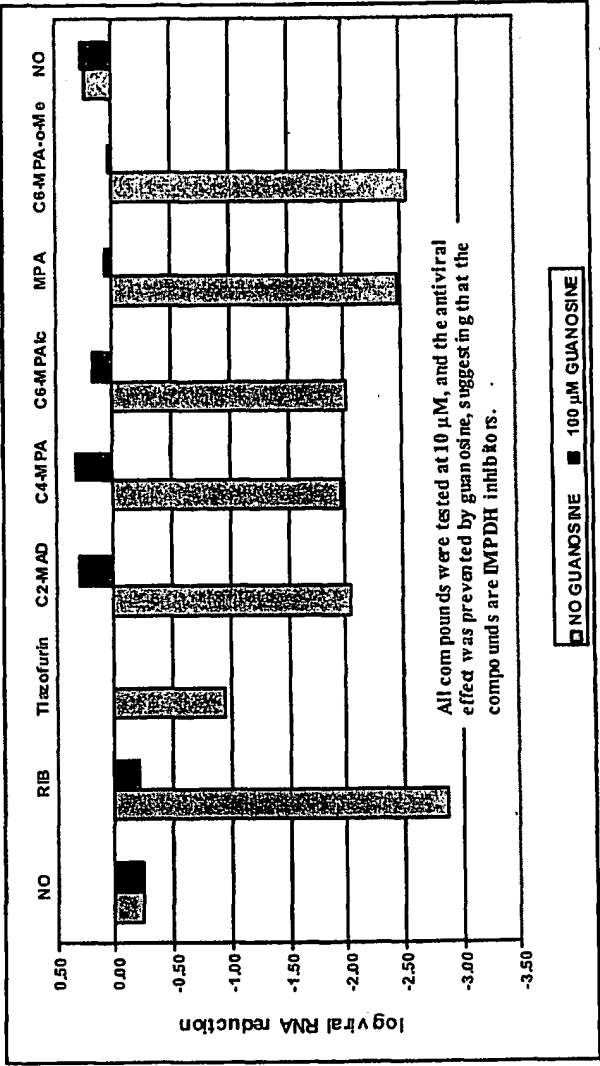 NO RIB Tiazofurin C2-MAD C4-MPA C6-MPAlc MPA C6-MPA-o-Me NO
0.50
0.00
-0.50
-1.00
-1.50
-2.00
-2.50
-3.00
-3.50
log viral RNA reduction
All compounds were tested at 10 µM, and the antiviral
effect was prevented by guanosine, suggesting that the
compounds are IMPDH inhibitors.
NO GUANOSINE 100 µM GUANOSINE